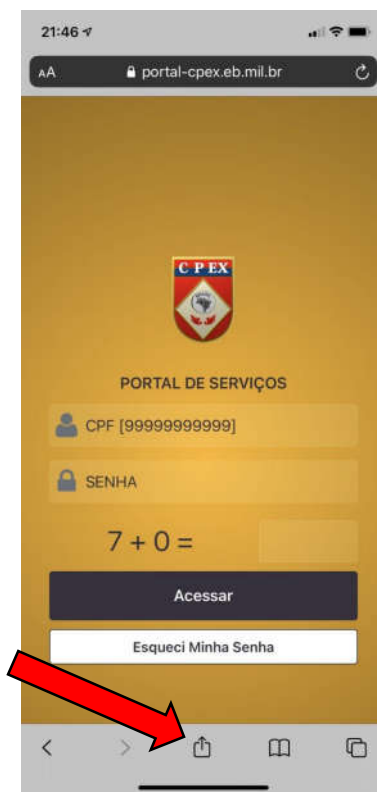 21:46
AA portal-cpex.eb.mil.br
C P EX
PORTAL DE SERVIÇOS
CPF [99999999999]
SENHA
7 + 0 =
Acessar
Esqueci Minha Senha